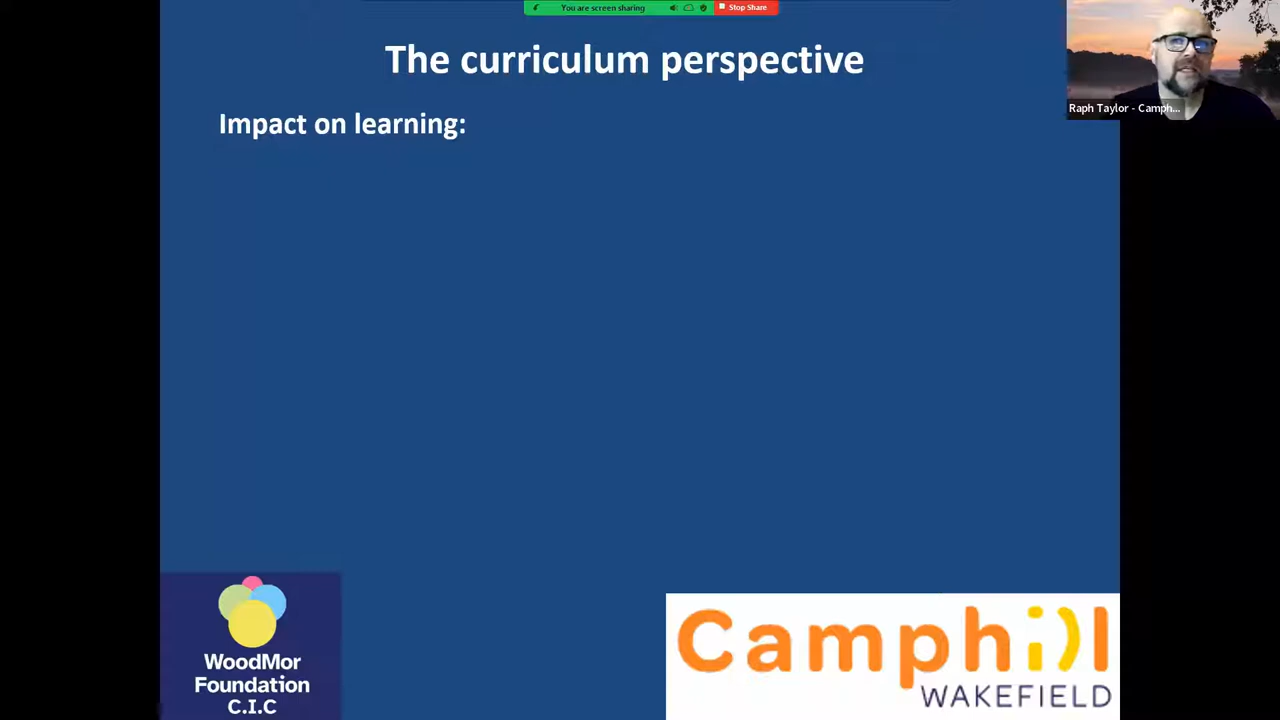 You are screen sharing
Stop Share
The curriculum perspective
Raph Taylor - Camph...
Impact on learning:
WoodMor
Foundation
C.I.C
Camphill
WAKEFIELD